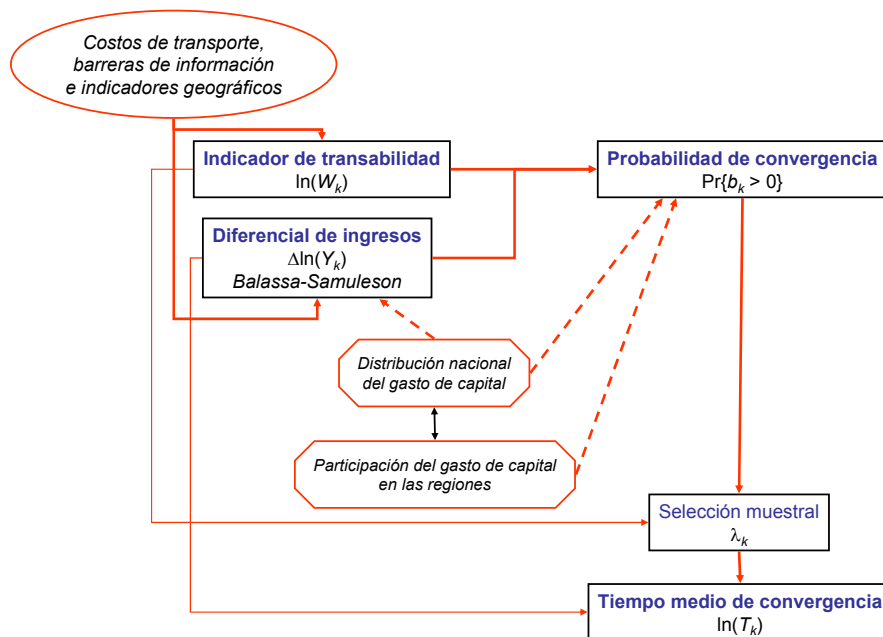 Costos de transporte,
barreras de información
e indicadores geográficos
Indicador de transabilidad
ln(Wk)
Probabilidad de convergencia
Pr{bk > 0}
Diferencial de ingresos
Δln(Yk)
Balassa-Samuleson
Distribución nacional
del gasto de capital
Participación del gasto de capital
en las regiones
Selección muestral
λk
Tiempo medio de convergencia
ln(Tk)